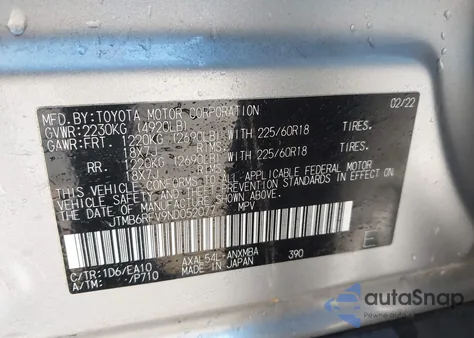 MFD.BY:TOYOTA MOTOR CORPORATION 02/22
GVWR:2230KG (4920LB)
GAWR:FRT. 1220KG (2690LB) WITH 225/60R18 TIRES.
18X7J RIMS.
RR. 1220KG (2690LB) WITH 225/60R18 TIRES.
18X7J RIMS.
THIS VEHICLE CONFORMS TO ALL APPLICABLE FEDERAL MOTOR
VEHICLE SAFETY AND STANDARDS IN EFFECT ON THE DATE OF
MANUFACTURE SHOWN ABOVE.
MPV
C/TR:1D6/EA10 AXAL54L-ANXMBA 390
A/TM: -/P710 MADE IN JAPAN
E
autoSnap